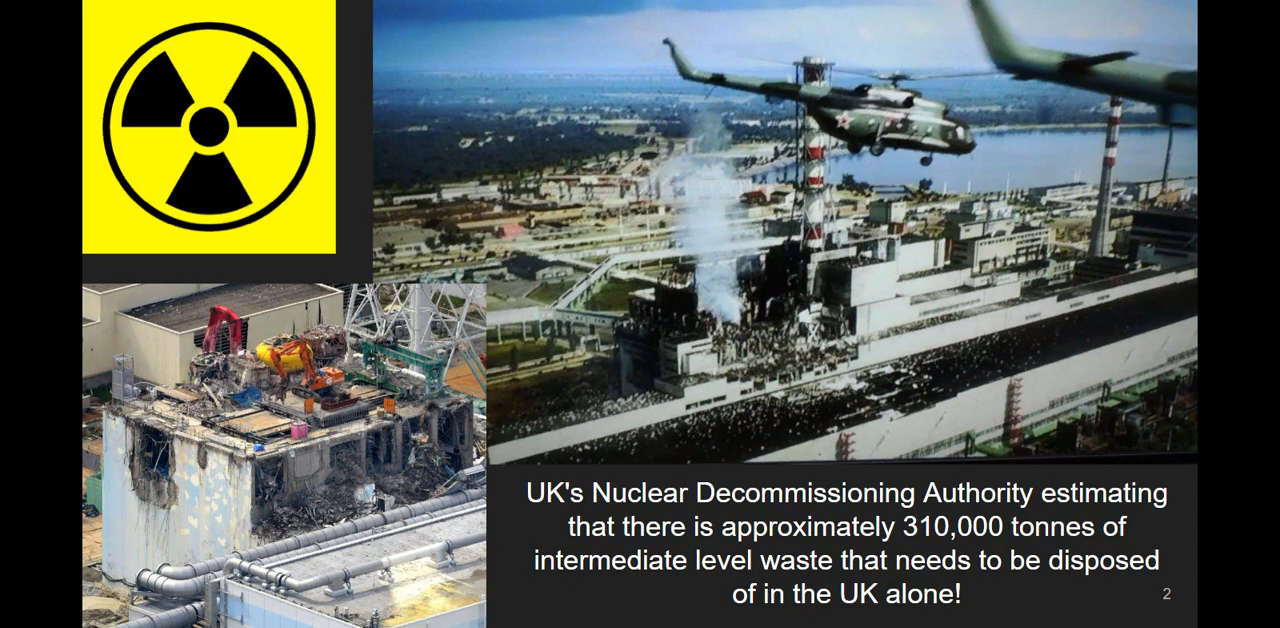 UK's Nuclear Decommissioning Authority estimating
that there is approximately 310,000 tonnes of
intermediate level waste that needs to be disposed
of in the UK alone!
2